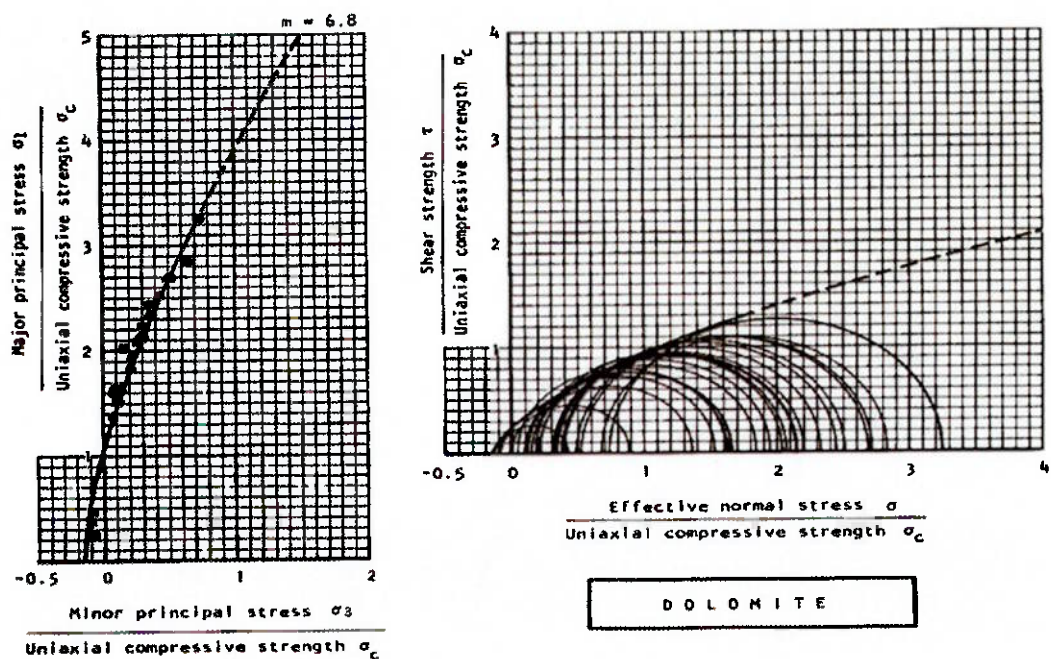 m = 6.8
5
4
3
2
1
-0.5
0
1
2
Major principal stress σ1
Uniaxial compressive strength σc
Minor principal stress σ3
Uniaxial compressive strength σc
4
3
2
1
-0.5
0
1
2
3
4
Shear strength τ
Uniaxial compressive strength σc
Effective normal stress σ
Uniaxial compressive strength σc
DOLOMITE